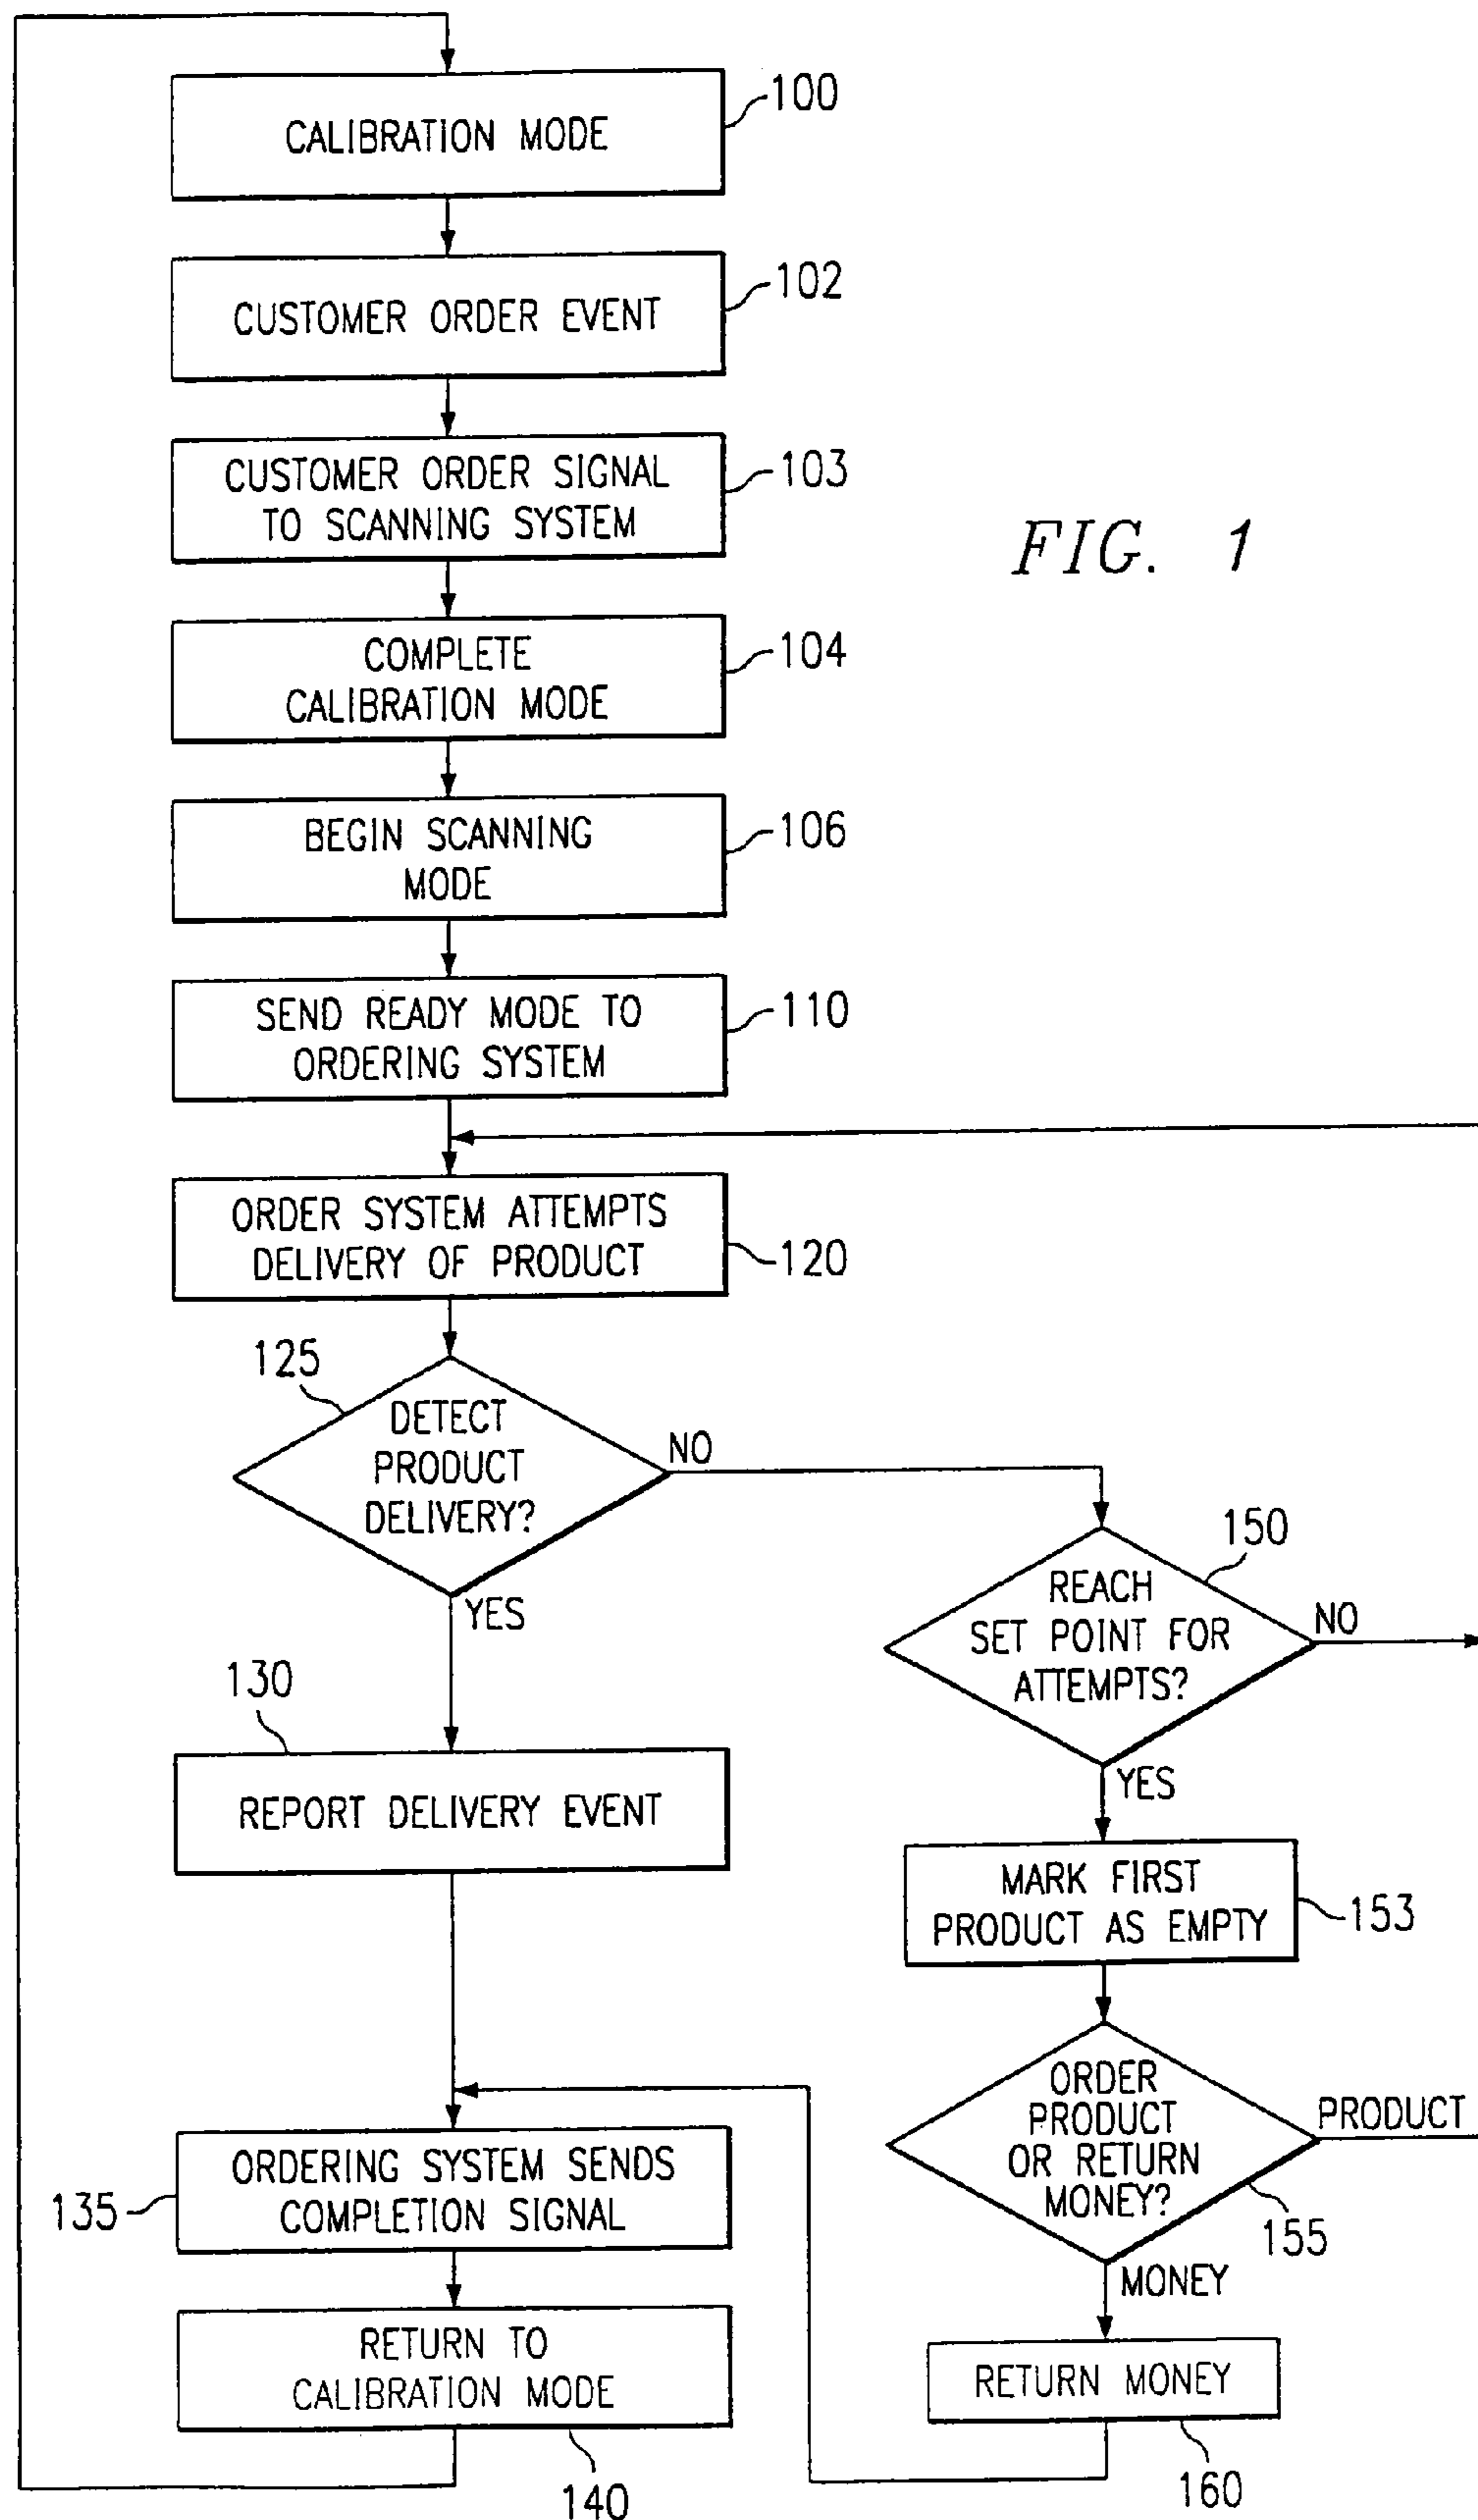 CALIBRATION MODE
100
CUSTOMER ORDER EVENT
102
CUSTOMER ORDER SIGNAL
TO SCANNING SYSTEM
103
FIG. 1
COMPLETE
CALIBRATION MODE
104
BEGIN SCANNING
MODE
106
SEND READY MODE TO
ORDERING SYSTEM
110
ORDER SYSTEM ATTEMPTS
DELIVERY OF PRODUCT
120
125
DETECT
PRODUCT
DELIVERY?
NO
YES
150
REACH
SET POINT FOR
ATTEMPTS?
NO
YES
130
REPORT DELIVERY EVENT
MARK FIRST
PRODUCT AS EMPTY
153
ORDER
PRODUCT
OR RETURN
MONEY?
PRODUCT
155
MONEY
ORDERING SYSTEM SENDS
COMPLETION SIGNAL
135
RETURN TO
CALIBRATION MODE
140
RETURN MONEY
160